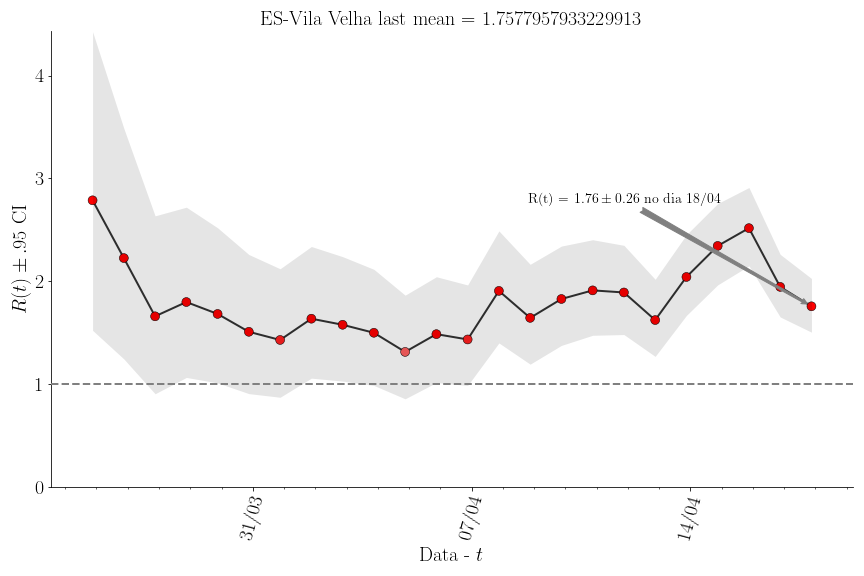 ES-Vila Velha last mean = 1.7577957933229913
4
3
2
1
0
R(t) ± .95 CI
R(t) = 1.76 ± 0.26 no dia 18/04
31/03
07/04
14/04
Data - t